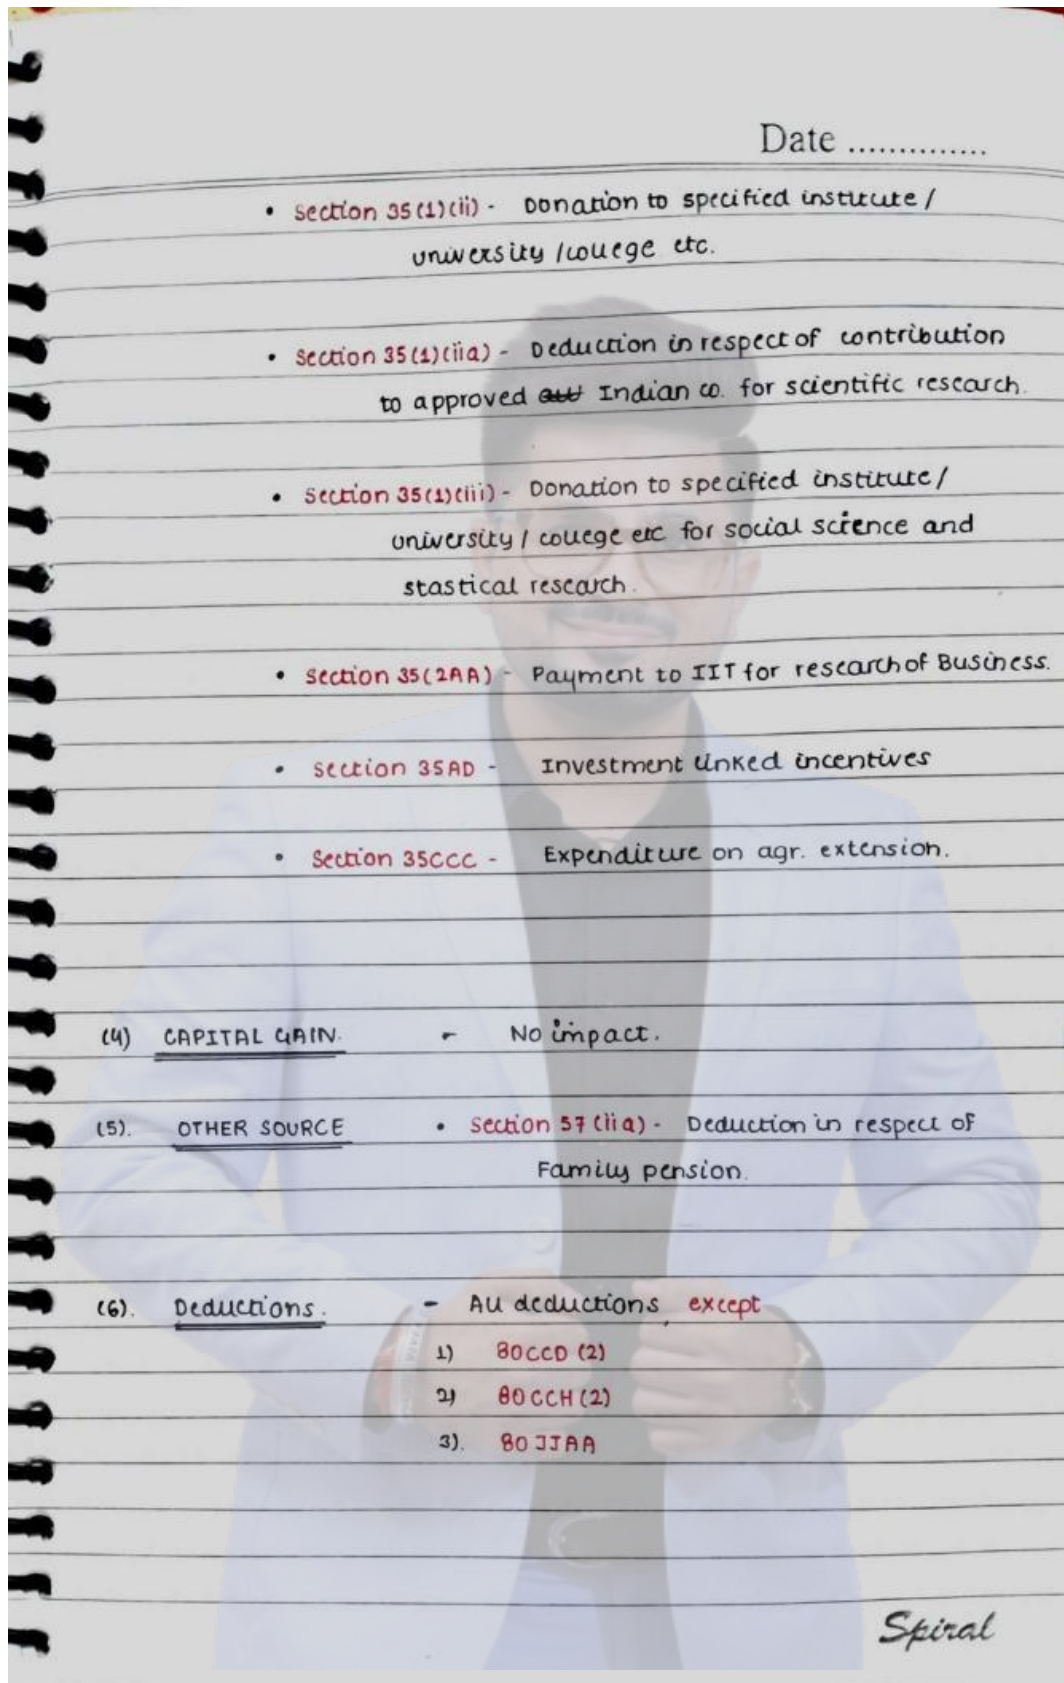 Date ..............
• Section 35(1)(ii) - Donation to specified institute /
university / college etc.
• Section 35(1)(iia) - Deduction in respect of contribution
to approved Indian co. for scientific research.
• Section 35(1)(iii) - Donation to specified institute /
university / college etc for social science and
stastical research.
• Section 35(2AA) - Payment to IIT for research of Business.
• Section 35AD - Investment linked incentives
• Section 35CCC - Expenditure on agr. extension.
(4) CAPITAL GAIN. - No impact.
(5). OTHER SOURCE • Section 57(iia) - Deduction in respect of
Family pension.
(6). Deductions. - All deductions, except
1) 80CCD (2)
2) 80CCH (2)
3). 80JJAA
Spiral